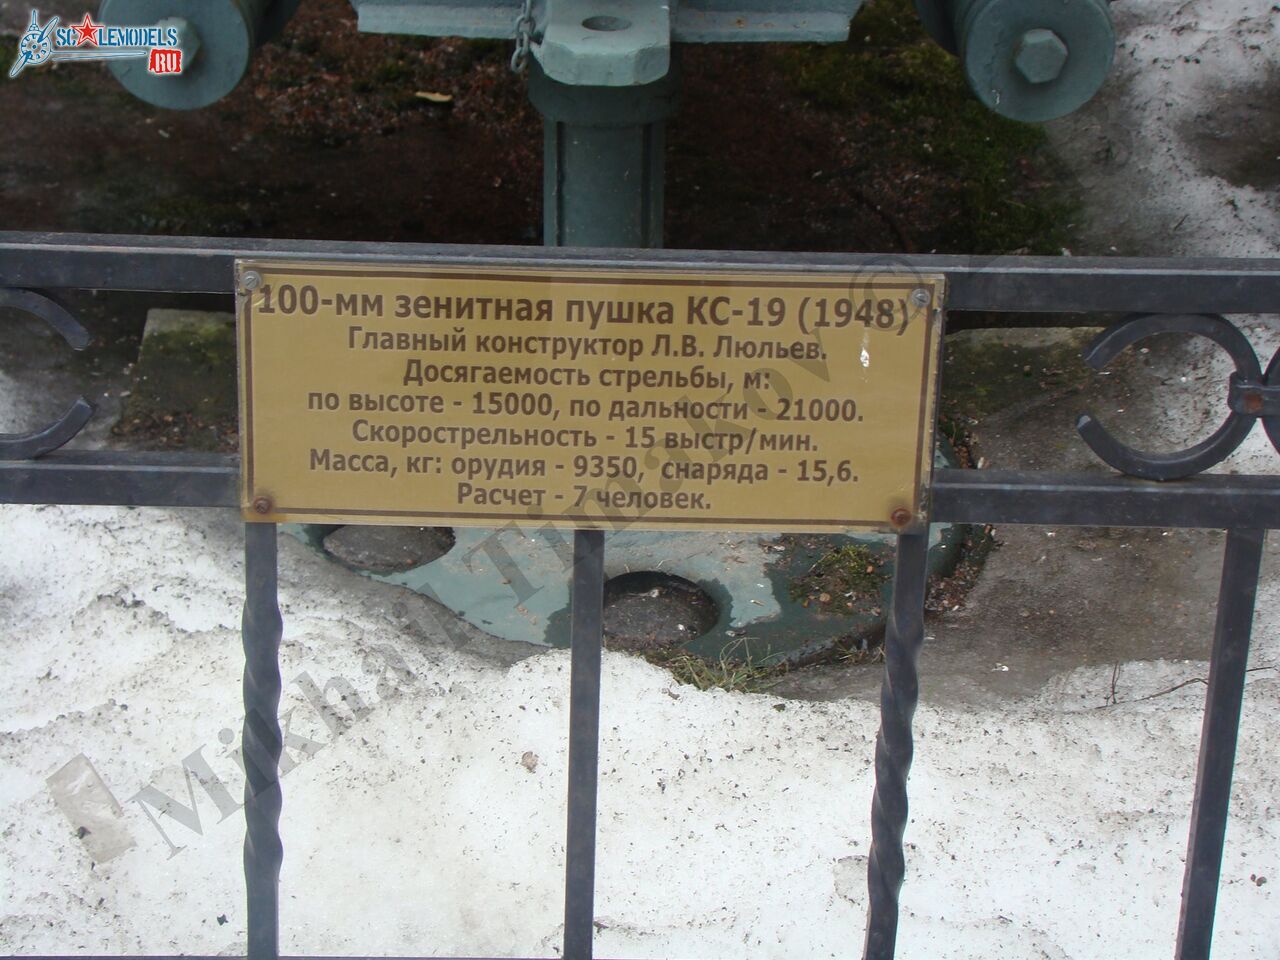 SCALEMODELS
RU
100-мм зенитная пушка КС-19 (1948)
Главный конструктор Л.В. Люльев.
Досягаемость стрельбы, м:
по высоте - 15000, по дальности - 21000.
Скорострельность - 15 выстр/мин.
Масса, кг: орудия - 9350, снаряда - 15,6.
Расчет - 7 человек.
Mikhail Timakov ©